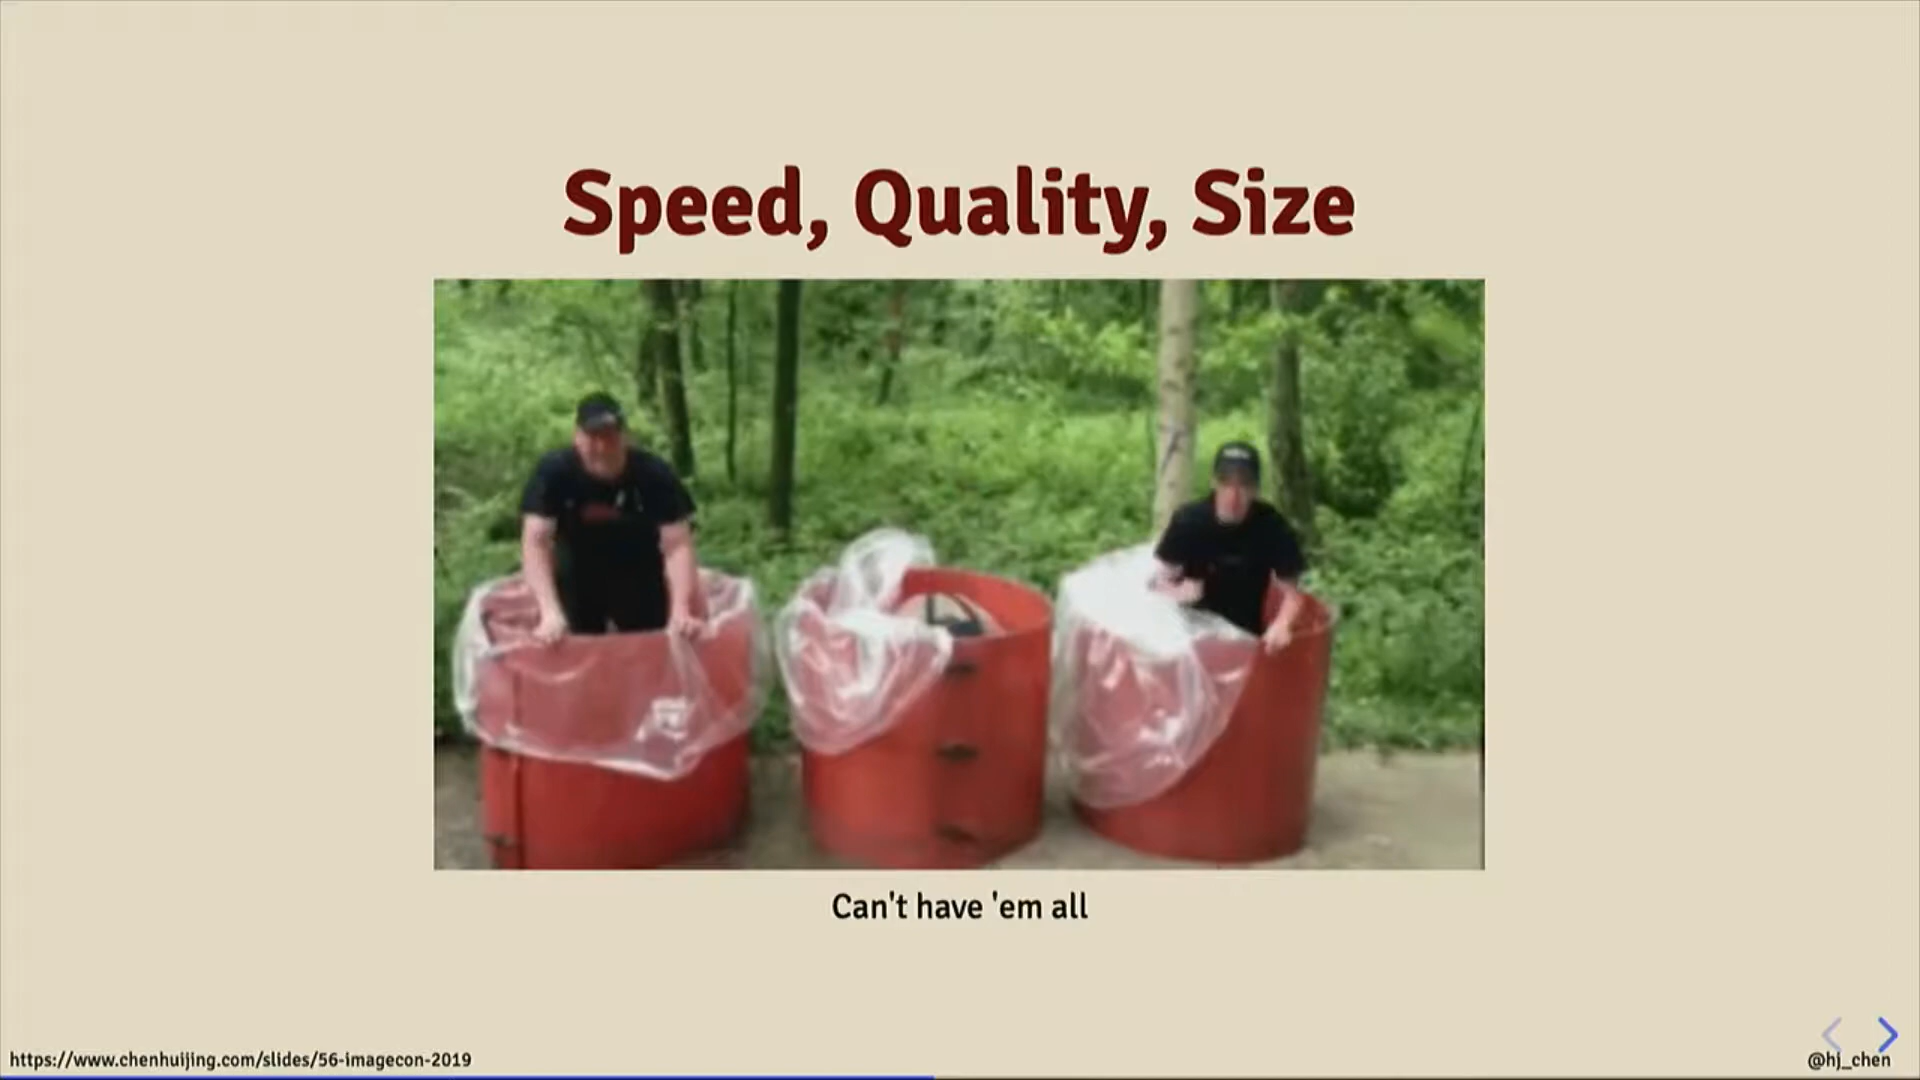 Speed, Quality, Size
Can't have 'em all
https://www.chenhuijing.com/slides/56-imagecon-2019
@hj_chen